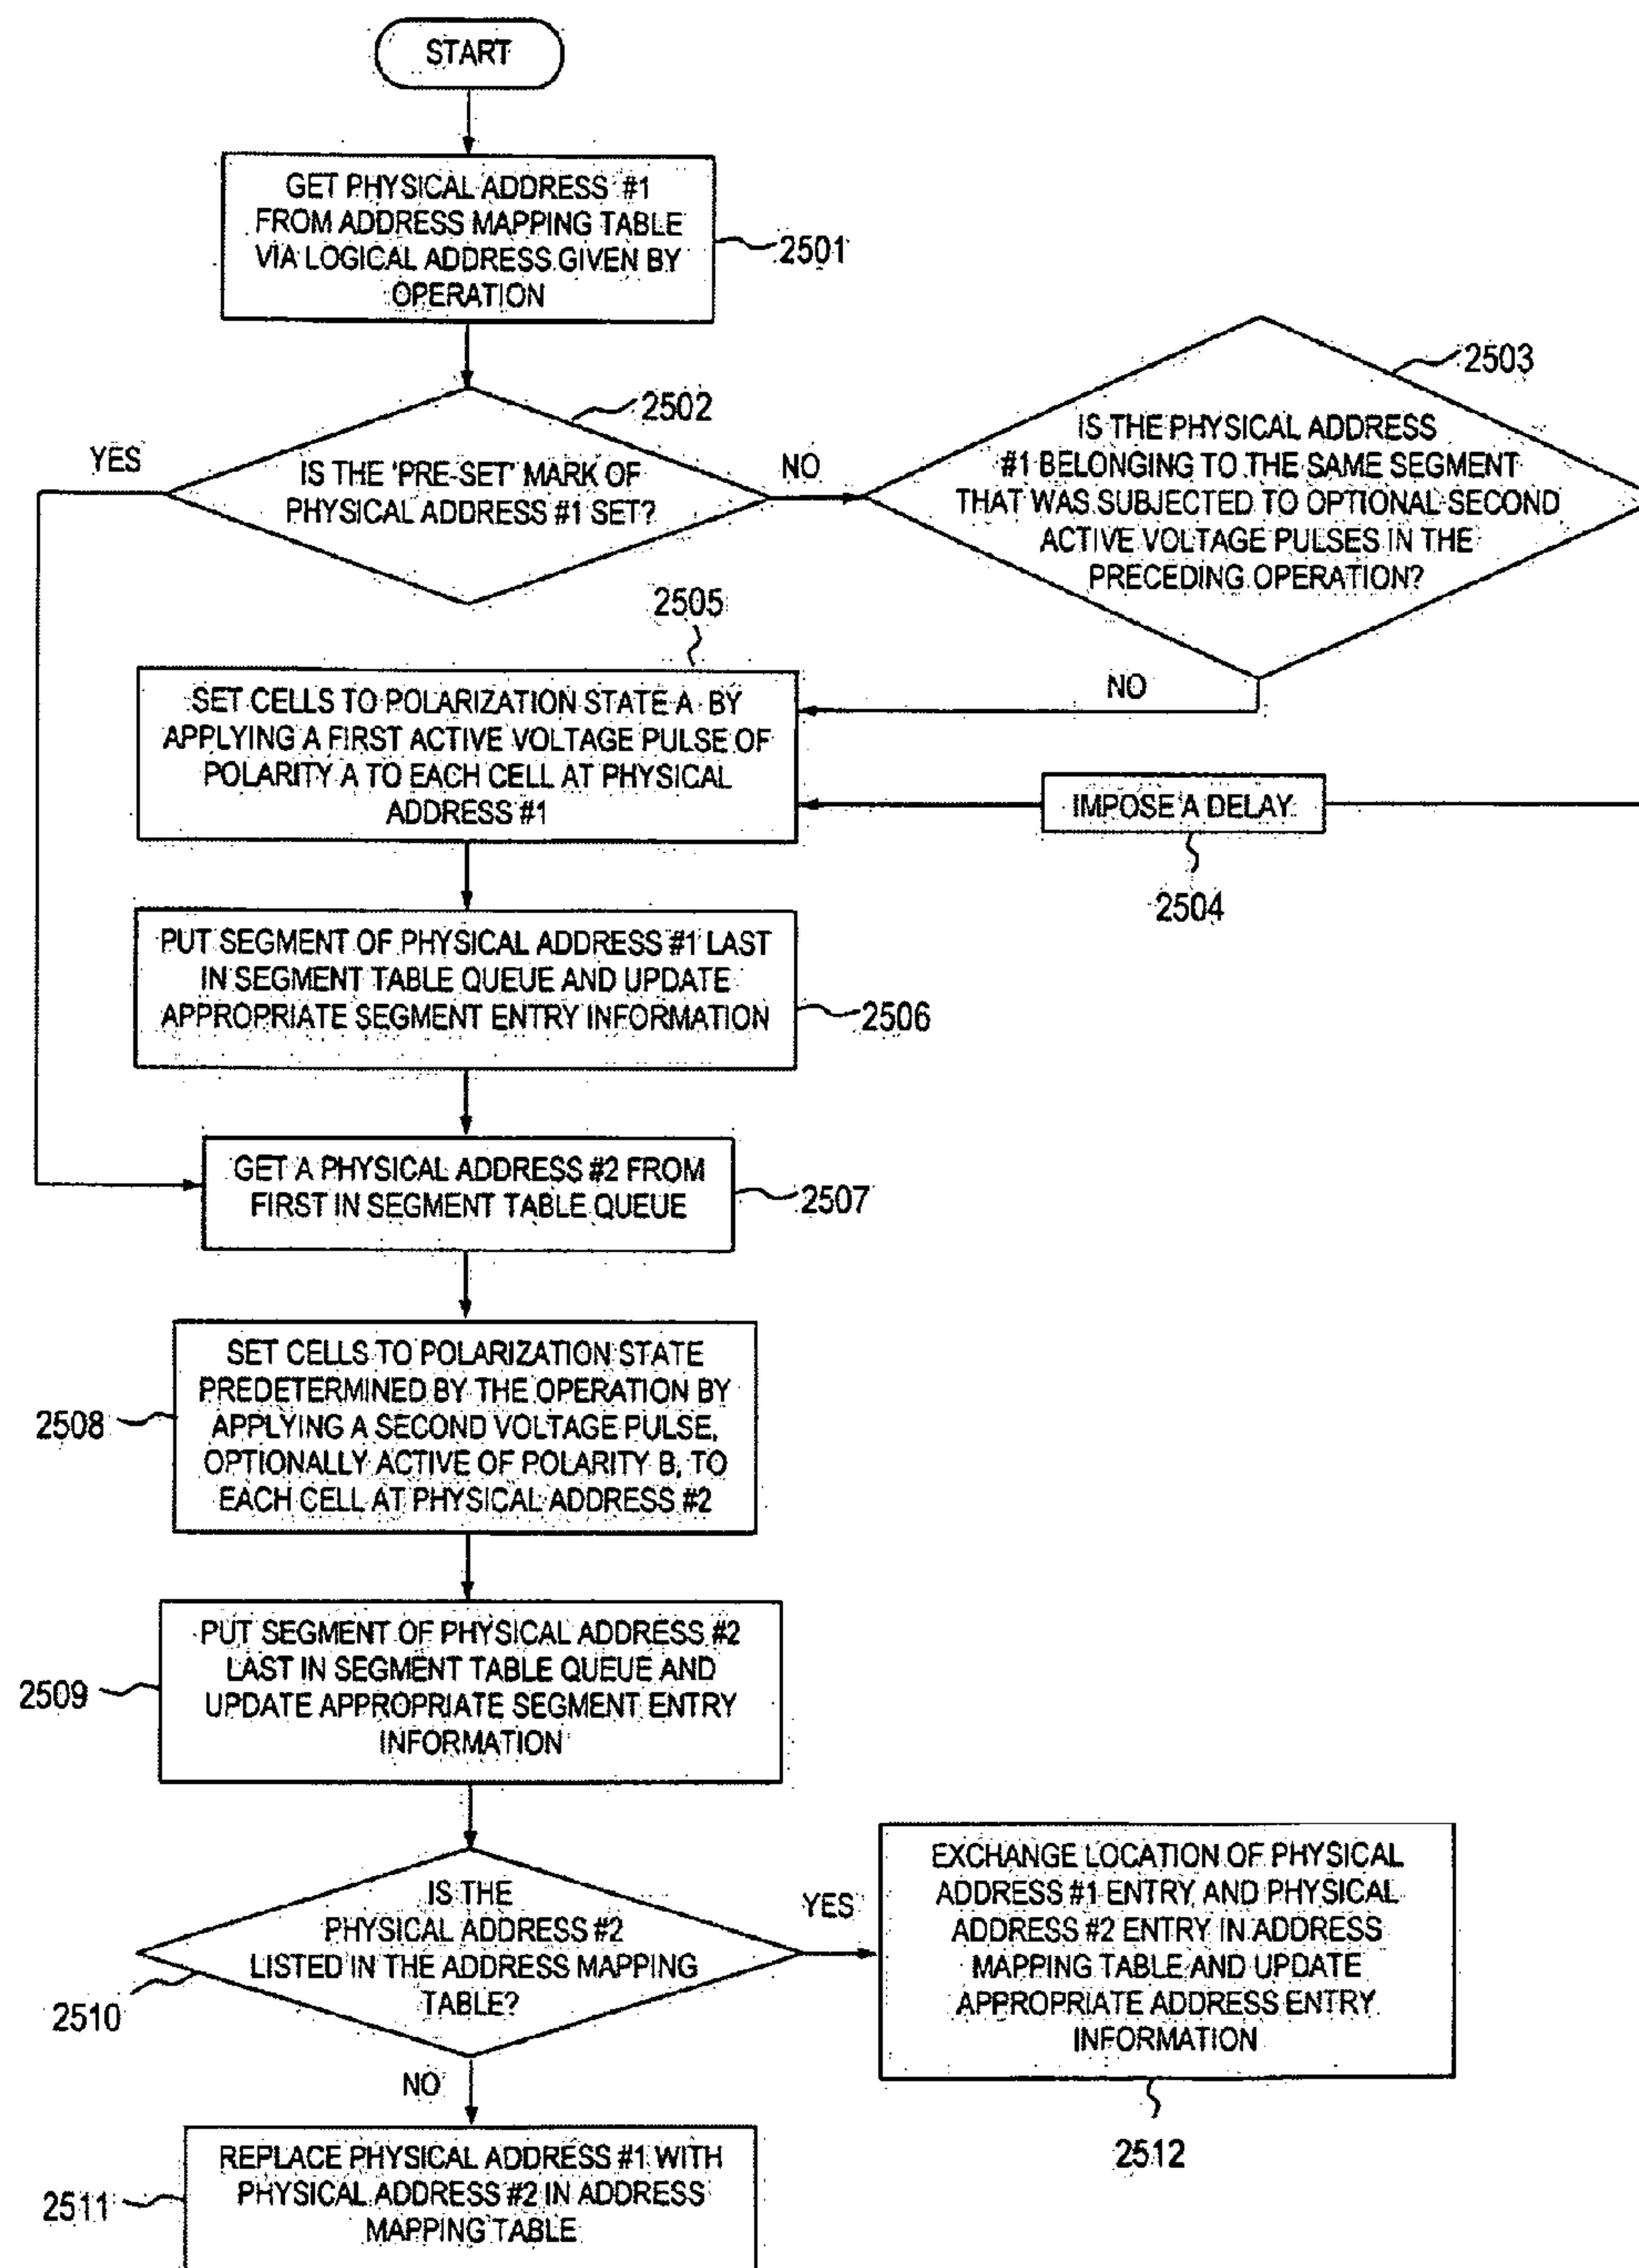 START
GET PHYSICAL ADDRESS #1
FROM ADDRESS MAPPING TABLE
VIA LOGICAL ADDRESS GIVEN BY
OPERATION
2501
2502
YES
IS THE 'PRE-SET' MARK OF
PHYSICAL ADDRESS #1 SET?
NO
2503
IS THE PHYSICAL ADDRESS
#1 BELONGING TO THE SAME SEGMENT
THAT WAS SUBJECTED TO OPTIONAL SECOND
ACTIVE VOLTAGE PULSES IN THE
PRECEDING OPERATION?
NO
2505
SET CELLS TO POLARIZATION STATE A BY
APPLYING A FIRST ACTIVE VOLTAGE PULSE OF
POLARITY A TO EACH CELL AT PHYSICAL
ADDRESS #1
IMPOSE A DELAY
2504
PUT SEGMENT OF PHYSICAL ADDRESS #1 LAST
IN SEGMENT TABLE QUEUE AND UPDATE
APPROPRIATE SEGMENT ENTRY INFORMATION
2506
GET A PHYSICAL ADDRESS #2 FROM
FIRST IN SEGMENT TABLE QUEUE
2507
SET CELLS TO POLARIZATION STATE
PREDETERMINED BY THE OPERATION BY
APPLYING A SECOND VOLTAGE PULSE,
OPTIONALLY ACTIVE OF POLARITY B, TO
EACH CELL AT PHYSICAL ADDRESS #2
2508
PUT SEGMENT OF PHYSICAL ADDRESS #2
LAST IN SEGMENT TABLE QUEUE AND
UPDATE APPROPRIATE SEGMENT ENTRY
INFORMATION
2509
IS THE
PHYSICAL ADDRESS #2
LISTED IN THE ADDRESS MAPPING
TABLE?
2510
YES
EXCHANGE LOCATION OF PHYSICAL
ADDRESS #1 ENTRY AND PHYSICAL
ADDRESS #2 ENTRY IN ADDRESS
MAPPING TABLE AND UPDATE
APPROPRIATE ADDRESS ENTRY
INFORMATION
2512
NO
REPLACE PHYSICAL ADDRESS #1 WITH
PHYSICAL ADDRESS #2 IN ADDRESS
MAPPING TABLE
2511